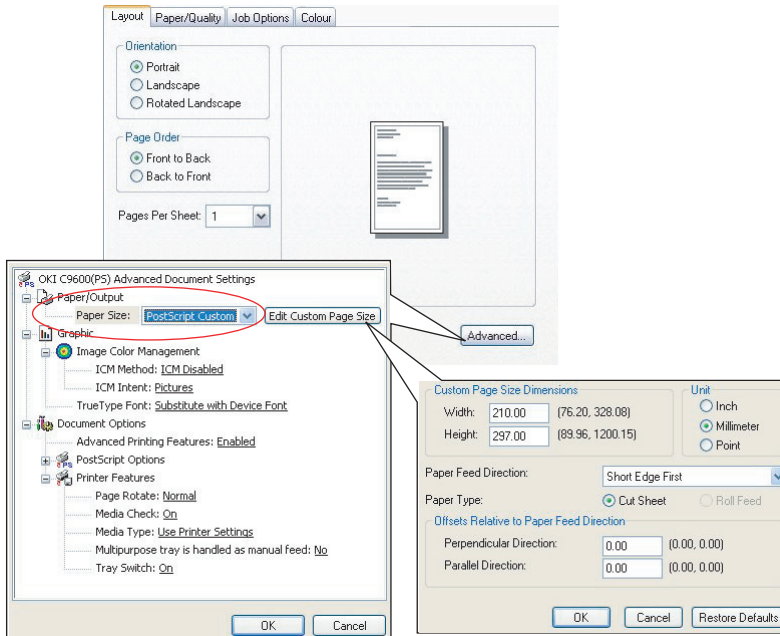 Layout Paper/Quality Job Options Colour
Orientation
Portrait
Landscape
Rotated Landscape
Page Order
Front to Back
Back to Front
Pages Per Sheet: 1
Advanced...
OKI C9600(PS) Advanced Document Settings
Paper/Output
Paper Size: PostScript Custom Edit Custom Page Size
Graphic
Image Color Management
ICM Method: ICM Disabled
ICM Intent: Pictures
TrueType Font: Substitute with Device Font
Document Options
Advanced Printing Features: Enabled
PostScript Options
Printer Features
Page Rotate: Normal
Media Check: On
Media Type: Use Printer Settings
Multipurpose tray is handled as manual feed: No
Tray Switch: On
OK Cancel
Custom Page Size Dimensions
Width: 210.00 (76.20, 328.08)
Height: 297.00 (89.96, 1200.15)
Unit
Inch
Millimeter
Point
Paper Feed Direction: Short Edge First
Paper Type: Cut Sheet Roll Feed
Offsets Relative to Paper Feed Direction
Perpendicular Direction: 0.00 (0.00, 0.00)
Parallel Direction: 0.00 (0.00, 0.00)
OK Cancel Restore Defaults